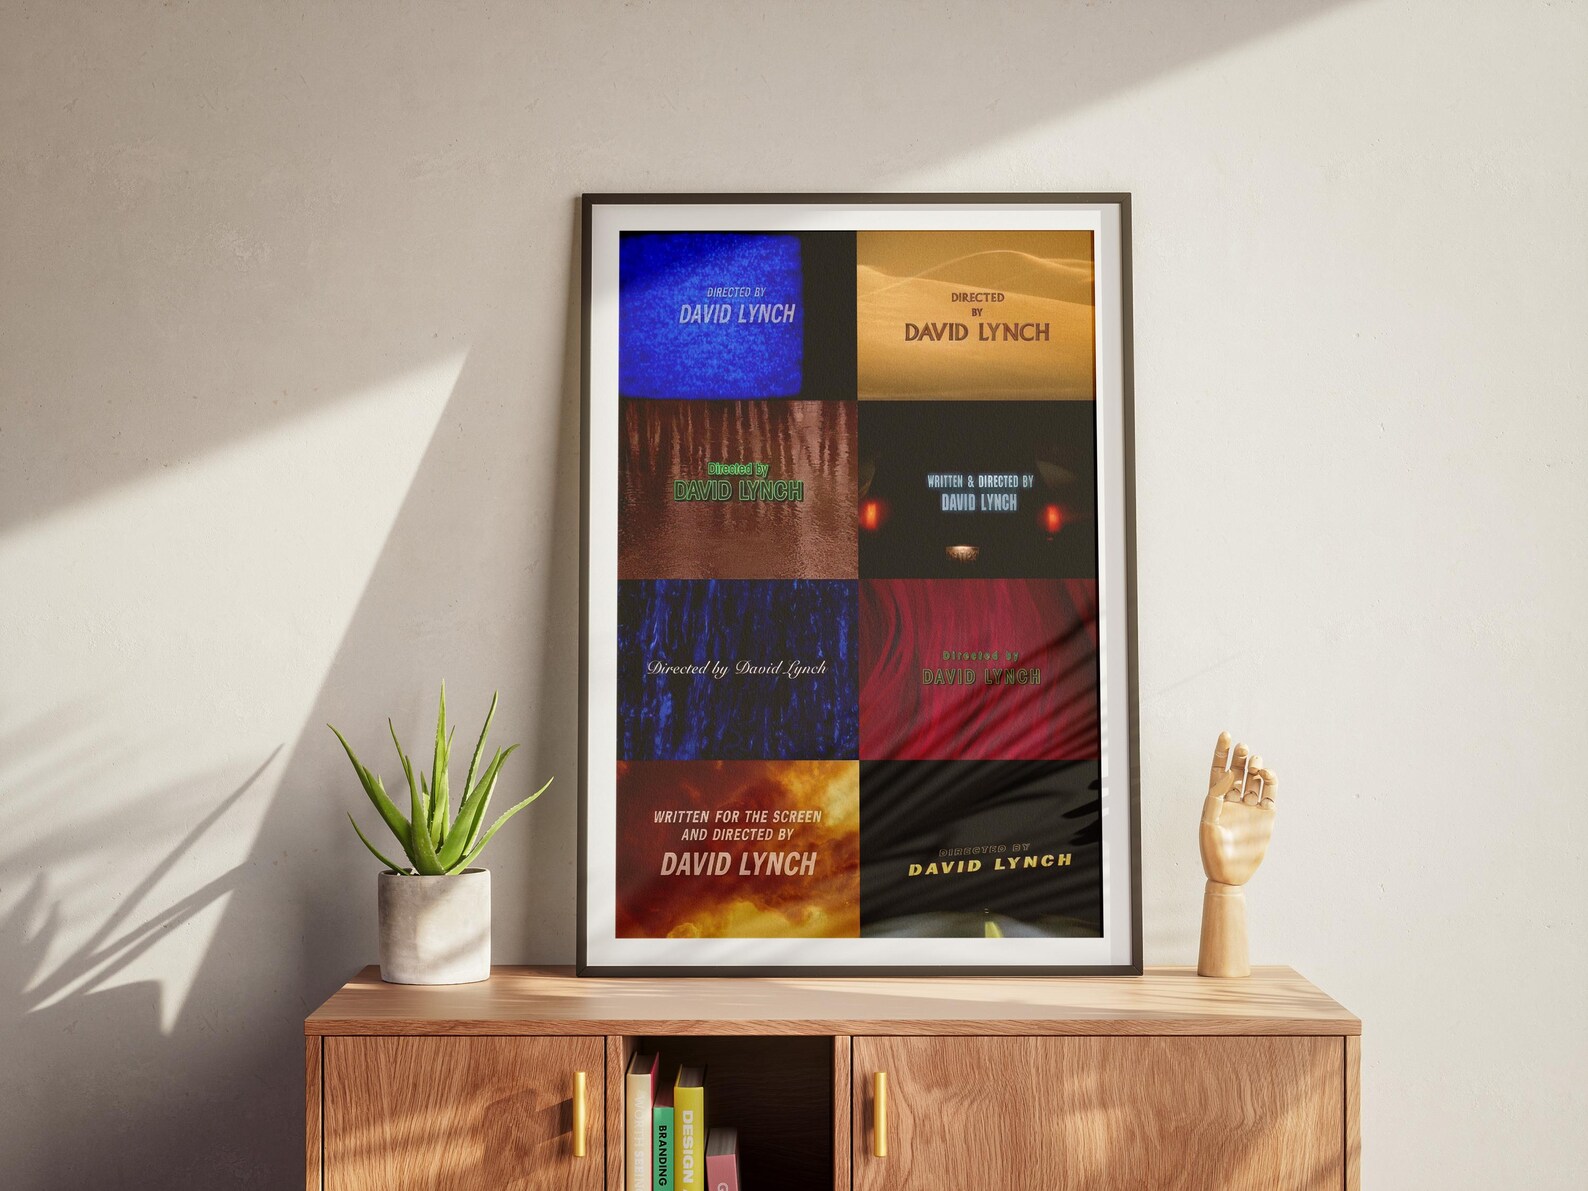 DIRECTED BY
DAVID LYNCH
DIRECTED
BY
DAVID LYNCH
Directed by
DAVID LYNCH
WRITTEN & DIRECTED BY
DAVID LYNCH
Directed by David Lynch
Directed by
DAVID LYNCH
WRITTEN FOR THE SCREEN
AND DIRECTED BY
DAVID LYNCH
DIRECTED BY
DAVID LYNCH
BRANDING
DESIGN